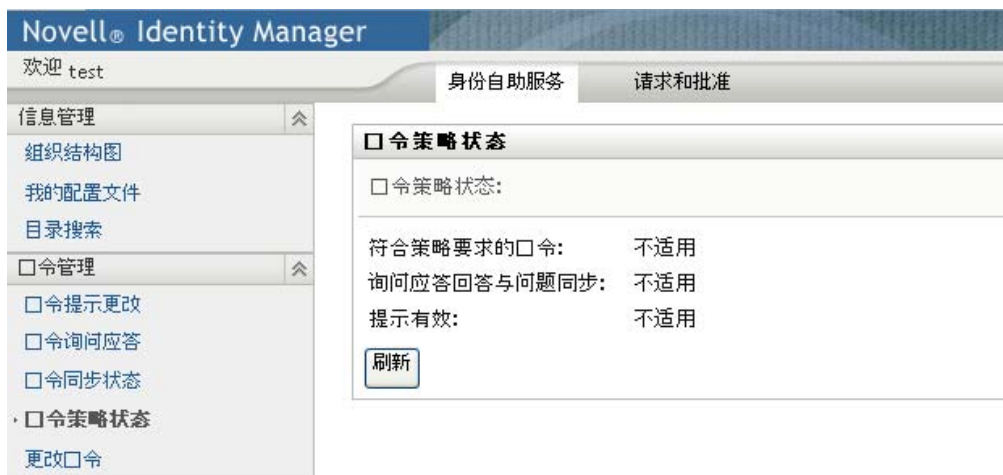 Novell® Identity Manager
欢迎 test
身份自助服务 请求和批准
信息管理
组织结构图
我的配置文件
目录搜索
口令管理
口令提示更改
口令询问应答
口令同步状态
口令策略状态
更改口令
口令策略状态
口令策略状态:
符合策略要求的口令: 不适用
询问应答回答与问题同步: 不适用
提示有效: 不适用
刷新